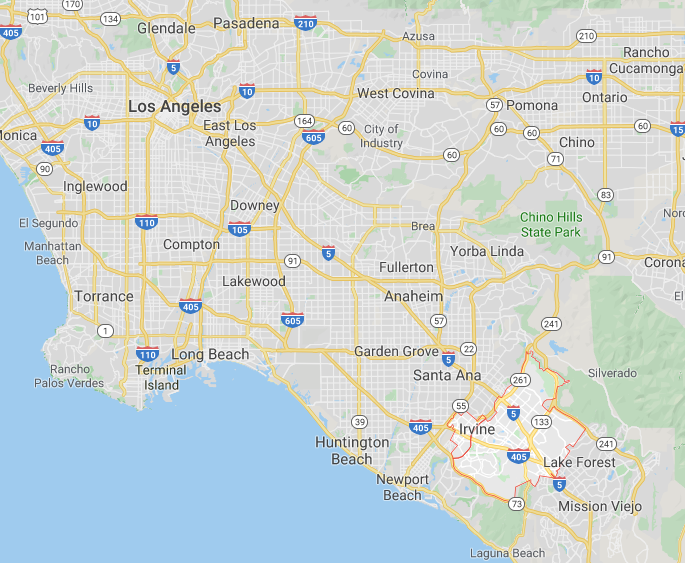 170
101
134
Pasadena
210
Glendale
405
Azusa
210
5
Covina
Rancho
Cucamonga
10
Beverly Hills
10
West Covina
Ontario
Los Angeles
57
Pomona
10
East Los
Angeles
164
60
605
City of
Industry
60
60
60
15
Monica
405
Chino
60
71
90
Inglewood
83
Downey
El Segundo
110
105
Brea
Chino Hills
State Park
Manhattan
Beach
Compton
5
Yorba Linda
91
91
Fullerton
Corona
Lakewood
Torrance
405
Anaheim
605
57
241
1
110
Long Beach
Garden Grove
5
22
Rancho
Palos Verdes
Terminal
Island
Santa Ana
261
Silverado
55
5
39
405
Irvine
133
Huntington
Beach
241
405
Lake Forest
Newport
Beach
5
73
Mission Viejo
Laguna Beach